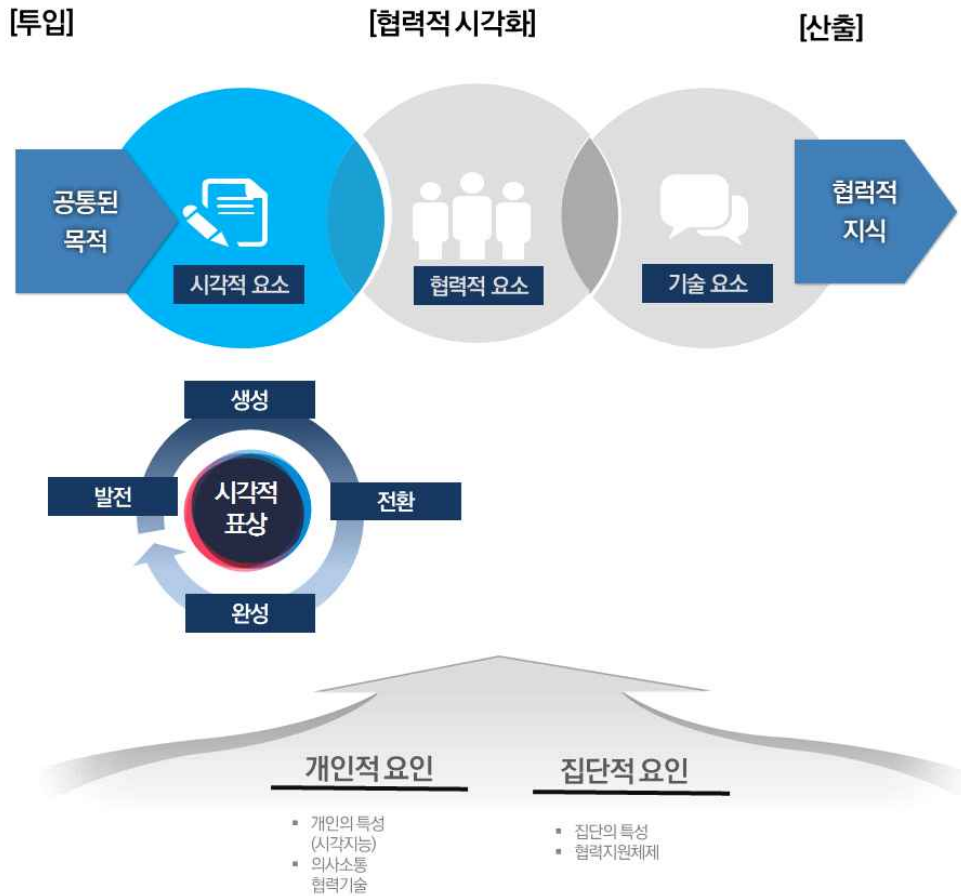 [투입]
[협력적 시각화]
[산출]
공통된
목적
시각적 요소
협력적 요소
기술 요소
협럭적
지식
생성
발전
시각적
표상
전환
완성
개인적 요인
▪ 개인의 특성
(시각지능)
▪ 의사소통
협력기술
집단적 요인
▪ 집단의 특성
▪ 협력지원체제